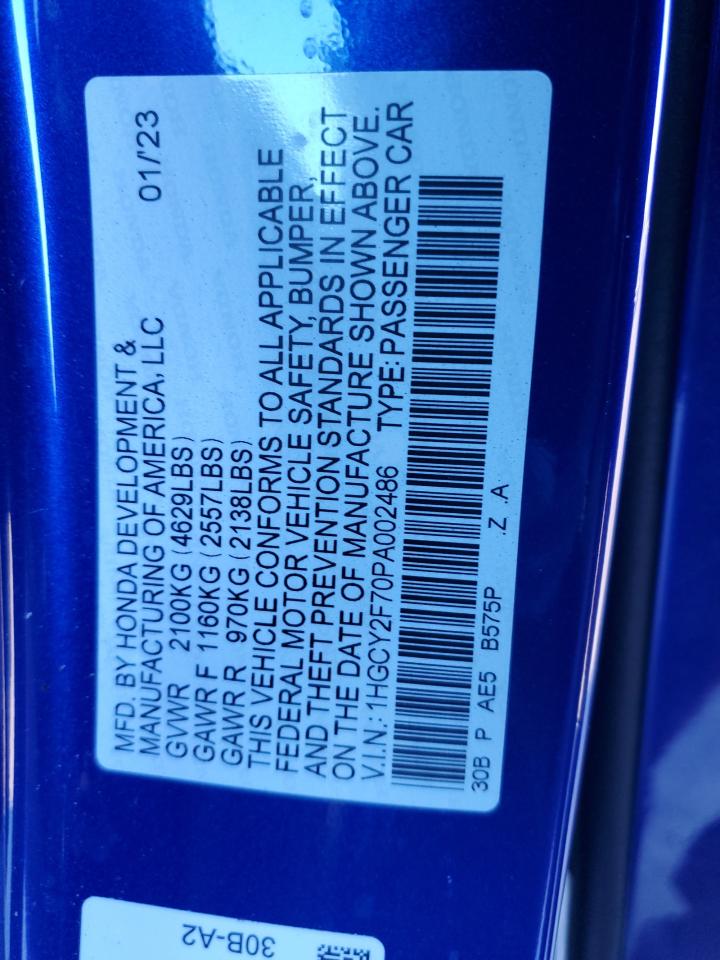 MFD. BY HONDA DEVELOPMENT &
MANUFACTURING OF AMERICA, LLC 01/'23
GVWR 2100KG (4629LBS)
GAWR F 1160KG (2557LBS)
GAWR R 970KG (2138LBS)
THIS VEHICLE CONFORMS TO ALL APPLICABLE
FEDERAL MOTOR VEHICLE SAFETY, BUMPER,
AND THEFT PREVENTION STANDARDS IN EFFECT
ON THE DATE OF MANUFACTURE SHOWN ABOVE.
V.I.N.: 1HGCY2F70PA002486 TYPE: PASSENGER CAR
30B P AE5 B575P .Z .A
30B-A2